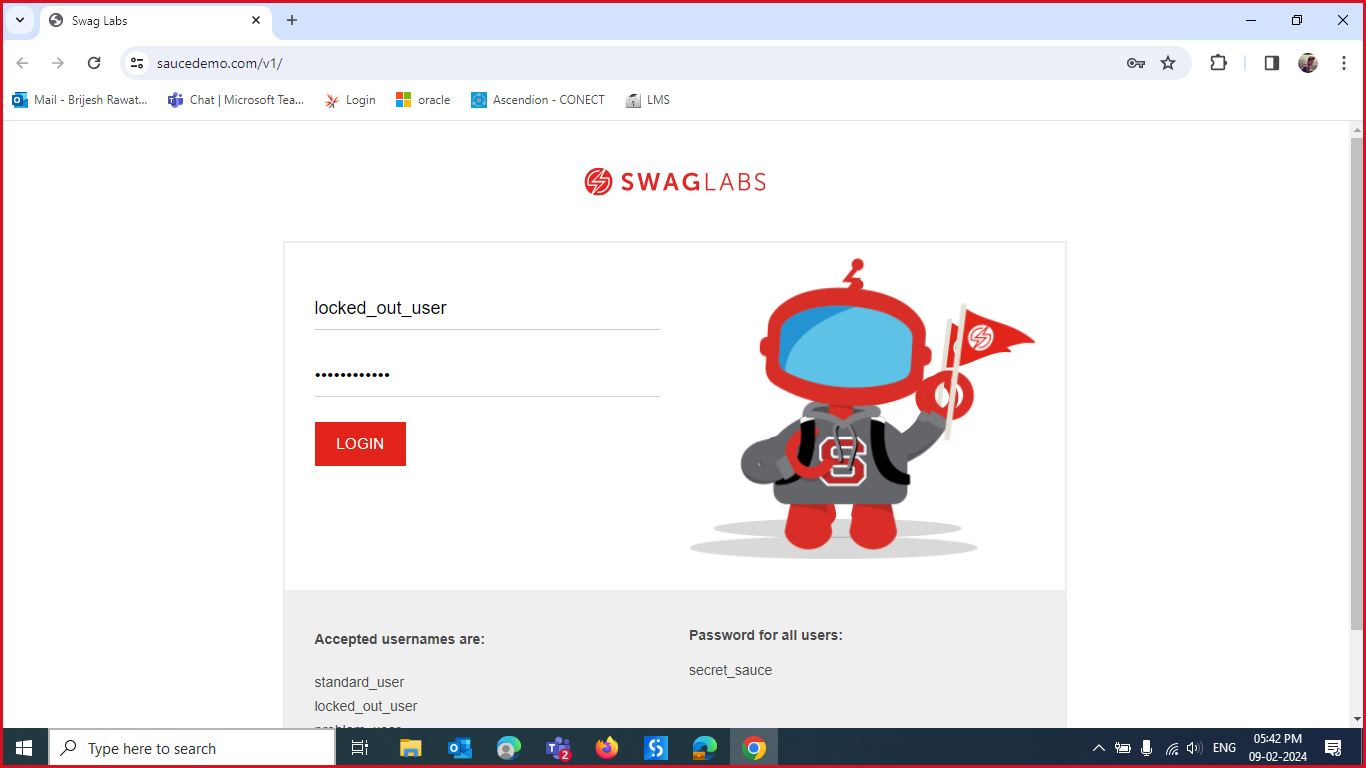 Swag Labs
saucedemo.com/v1/
Mail - Brijesh Rawat...
Chat | Microsoft Tea...
Login
oracle
Ascendion - CONECT
LMS
SWAGLABS
locked_out_user
••••••••••••
LOGIN
S
Accepted usernames are:
standard_user
locked_out_user
problem_user
Password for all users:
secret_sauce
Type here to search
2
ENG
05:42 PM
09-02-2024